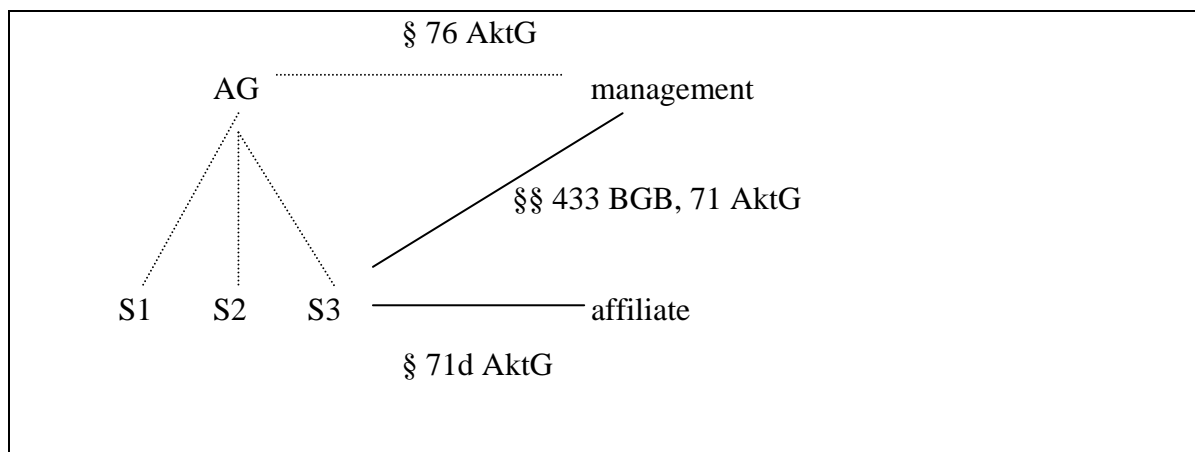 § 76 AktG
AG management
§§ 433 BGB, 71 AktG
S1 S2 S3 affiliate
§ 71d AktG